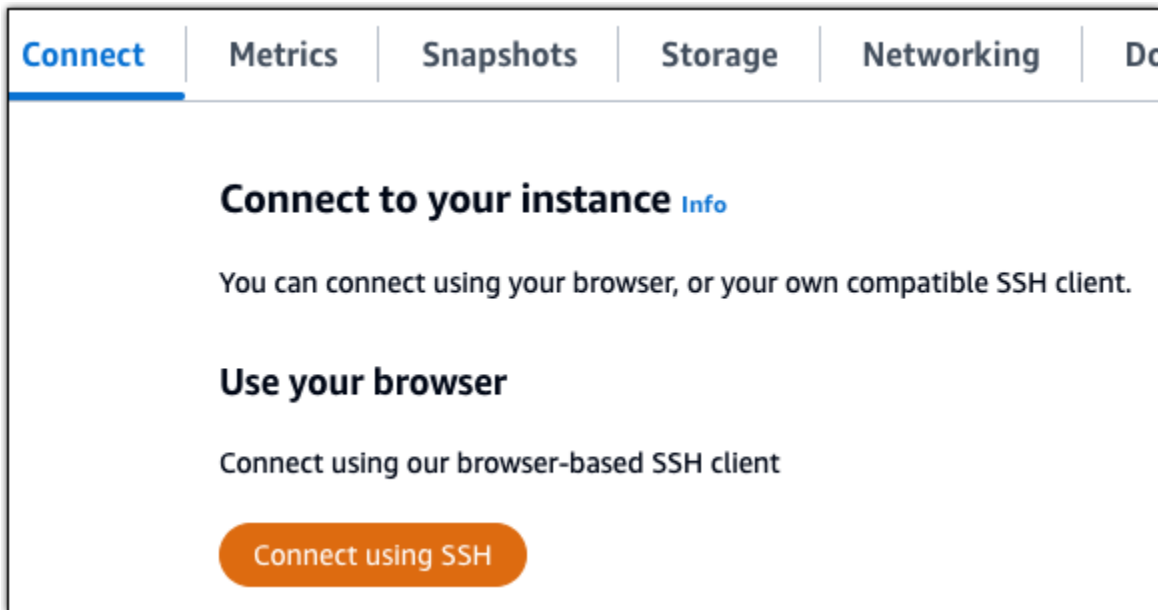 Connect Metrics Snapshots Storage Networking Do
Connect to your instance Info
You can connect using your browser, or your own compatible SSH client.
Use your browser
Connect using our browser-based SSH client
Connect using SSH